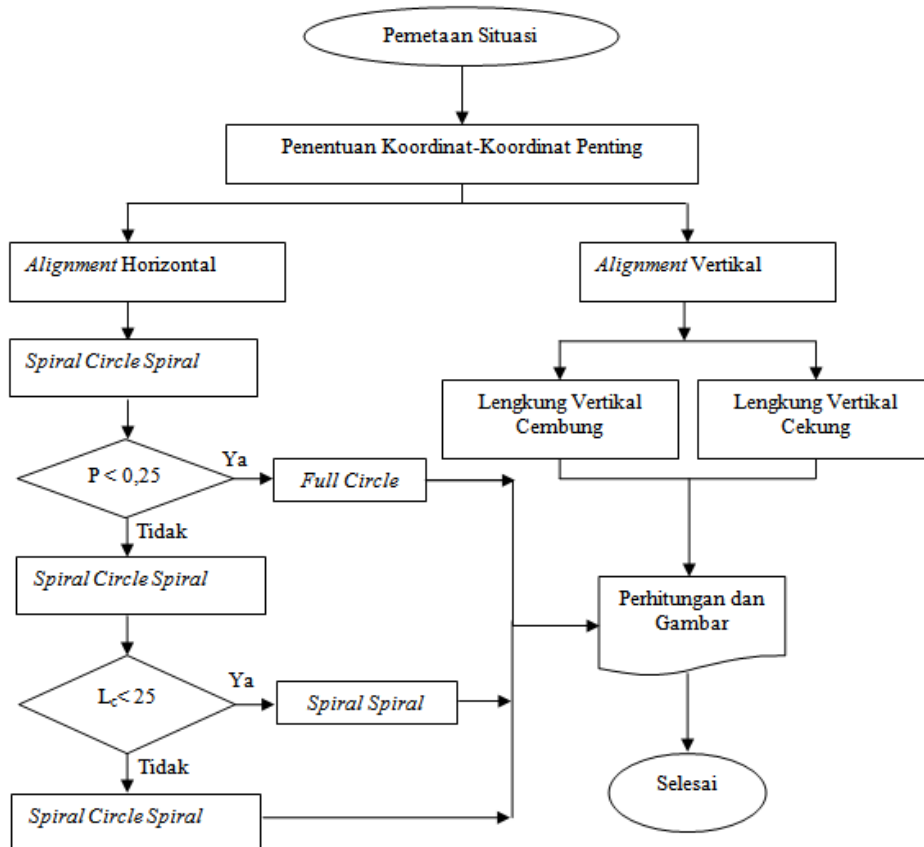 Pemetaan Situasi
Penentuan Koordinat-Koordinat Penting
Alignment Horizontal
Alignment Vertikal
Spiral Circle Spiral
Lengkung Vertikal
Cembung
Lengkung Vertikal
Cekung
P < 0,25
Ya
Full Circle
Tidak
Spiral Circle Spiral
Perhitungan dan
Gambar
Lc< 25
Ya
Spiral Spiral
Tidak
Selesai
Spiral Circle Spiral